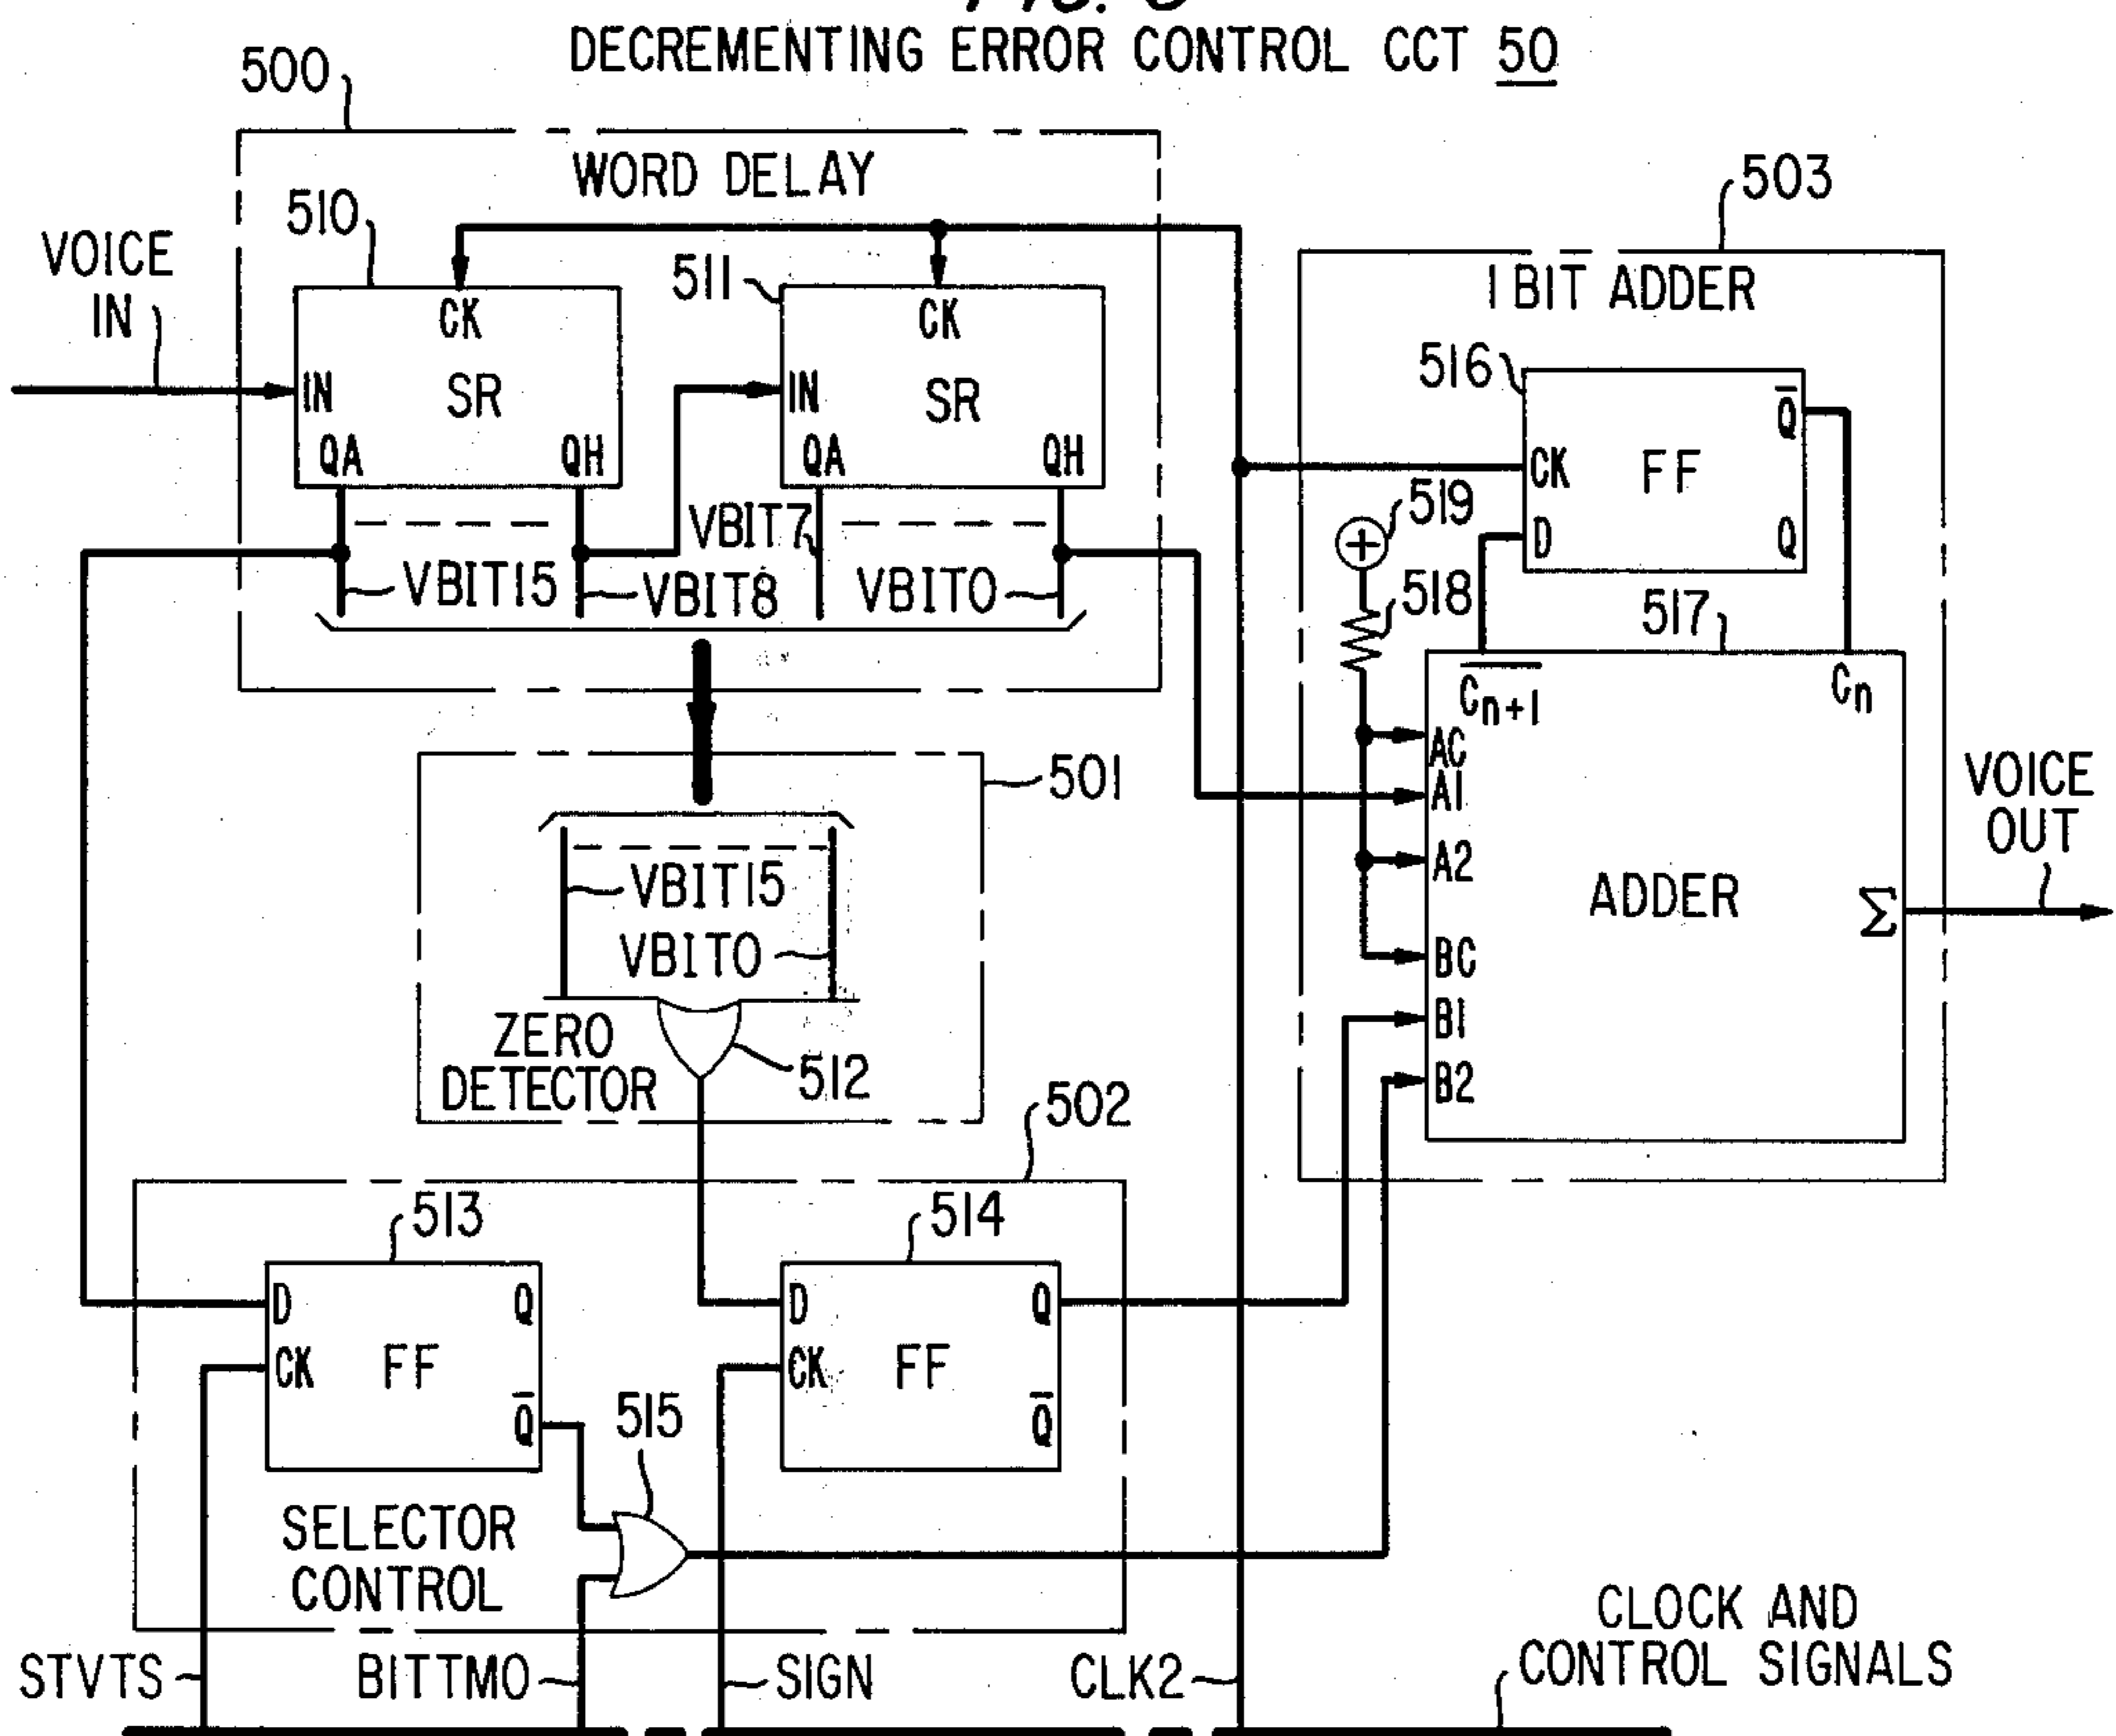 DECREMENTING ERROR CONTROL CCT 50
500
WORD DELAY
503
510
VOICE
IN
511
1 BIT ADDER
CK
CK
516
Q̅
IN
SR
IN
SR
CK
FF
QA
QH
QA
QH
519
D
Q
VBIT7
VBIT15
VBIT8
VBIT0
518
517
C̅n+1
Cn
AC
501
A1
VOICE
OUT
A2
VBIT15
ADDER
Σ
VBIT0
BC
B1
ZERO
DETECTOR
512
B2
502
513
514
D
Q
D
Q
CK
FF
CK
FF
Q̅
515
Q̅
SELECTOR
CONTROL
CLOCK AND
CONTROL SIGNALS
STVTS
BITTMO
SIGN
CLK2